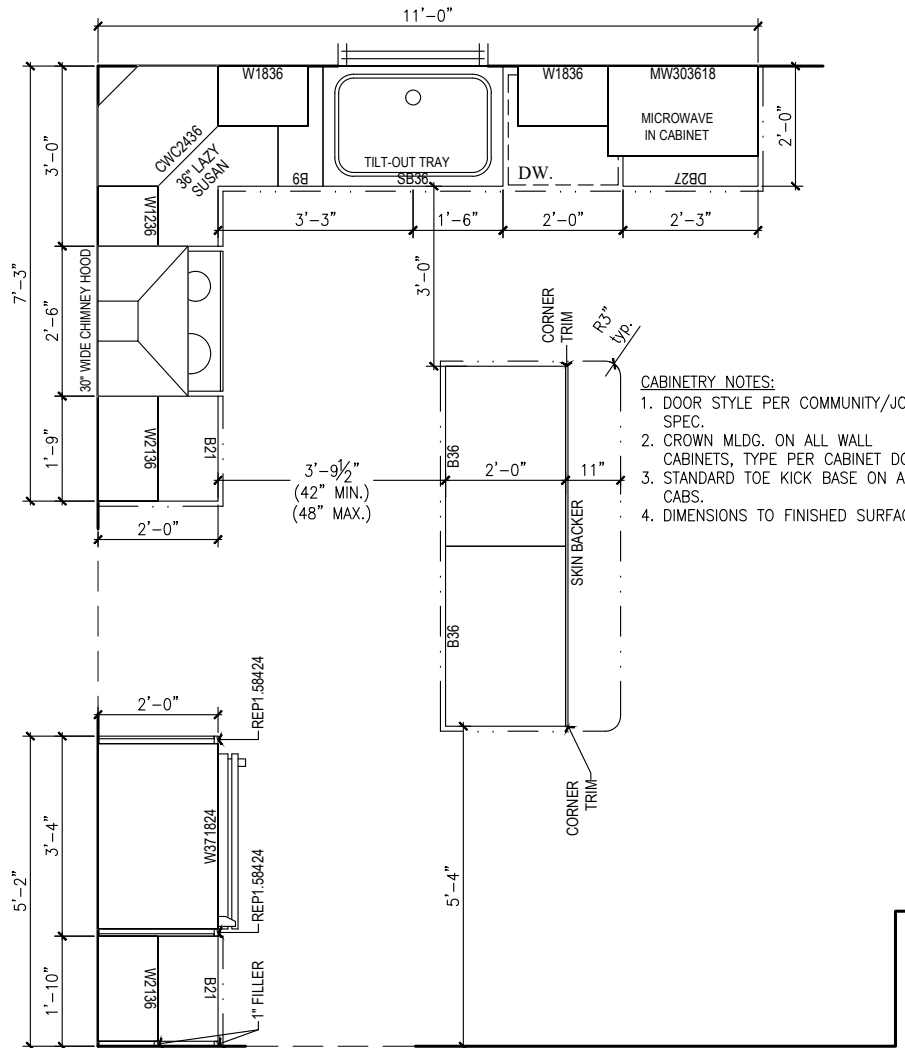 11'-0"
W1836
W1836
MW303618
MICROWAVE
IN CABINET
2'-0"
3'-0"
CWC2436
36" LAZY
SUSAN
B9
TILT-OUT TRAY
SB36
DW.
DB27
W1236
3'-3"
1'-6"
2'-0"
2'-3"
7'-3"
2'-6"
30" WIDE CHIMNEY HOOD
3'-0"
CORNER
TRIM
R3"
typ.
CABINETRY NOTES:
1. DOOR STYLE PER COMMUNITY/JO
SPEC.
2. CROWN MLDG. ON ALL WALL
CABINETS, TYPE PER CABINET DO
3. STANDARD TOE KICK BASE ON A
CABS.
4. DIMENSIONS TO FINISHED SURFAC
1'-9"
W2136
B21
3'-9½"
(42" MIN.)
(48" MAX.)
B36
2'-0"
11"
SKIN BACKER
2'-0"
B36
2'-0"
REP1.58424
5'-2"
3'-4"
W371824
REP1.58424
CORNER
TRIM
5'-4"
1'-10"
W2136
B21
1" FILLER